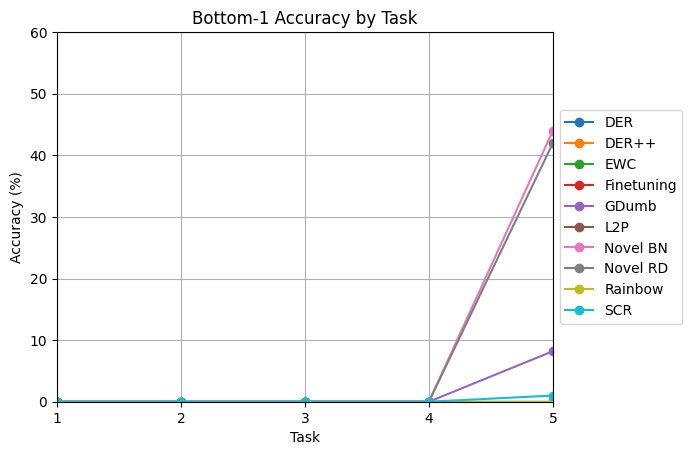 Bottom-1 Accuracy by Task
60
50
40
30
20
10
0
Accuracy (%)
1 2 3 4 5
Task
DER
DER++
EWC
Finetuning
GDumb
L2P
Novel BN
Novel RD
Rainbow
SCR